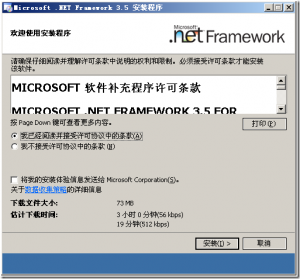 Microsoft .NET Framework 3.5 安装程序
欢迎使用安装程序
Microsoft
.net Framework
请确保仔细阅读并理解许可条款中说明的权利和限制。必须接受许可条款才能安装
该软件。
MICROSOFT 软件补充程序许可条款
MICROSOFT .NET FRAMEWORK 3.5 FOR
按 Page Down 键可查看更多内容。
打印(P)
我已经阅读并接受许可协议中的条款(A)
我不接受许可协议中的条款(N)
将我的安装体验信息发送给 Microsoft Corporation(S)。
关于数据收集策略的详细信息
下载文件大小: 73 MB
估计下载时间: 3 小时 0 分钟(56 kbps)
19 分钟(512 kbps)
安装(I) >
取消